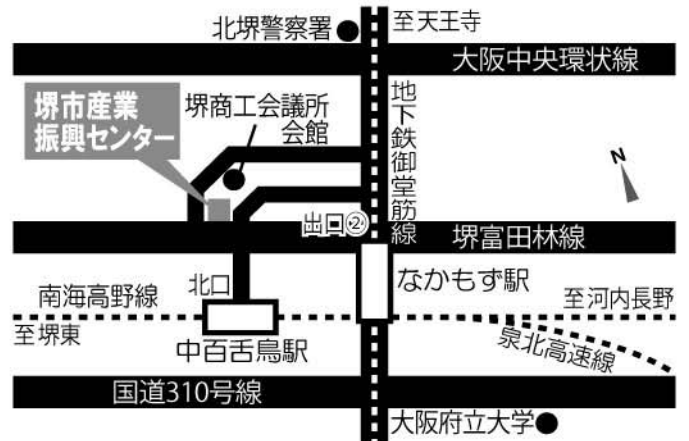 北堺警察署
至天王寺
大阪中央環状線
堺市産業
振興センター
堺商工会議所
会館
地下鉄御堂筋線
N
出口②
堺富田林線
北口
なかもず駅
南海高野線
至河内長野
至堺東
中百舌鳥駅
泉北高速線
国道310号線
大阪府立大学